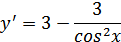 y′ = 3 − 3/cos²x